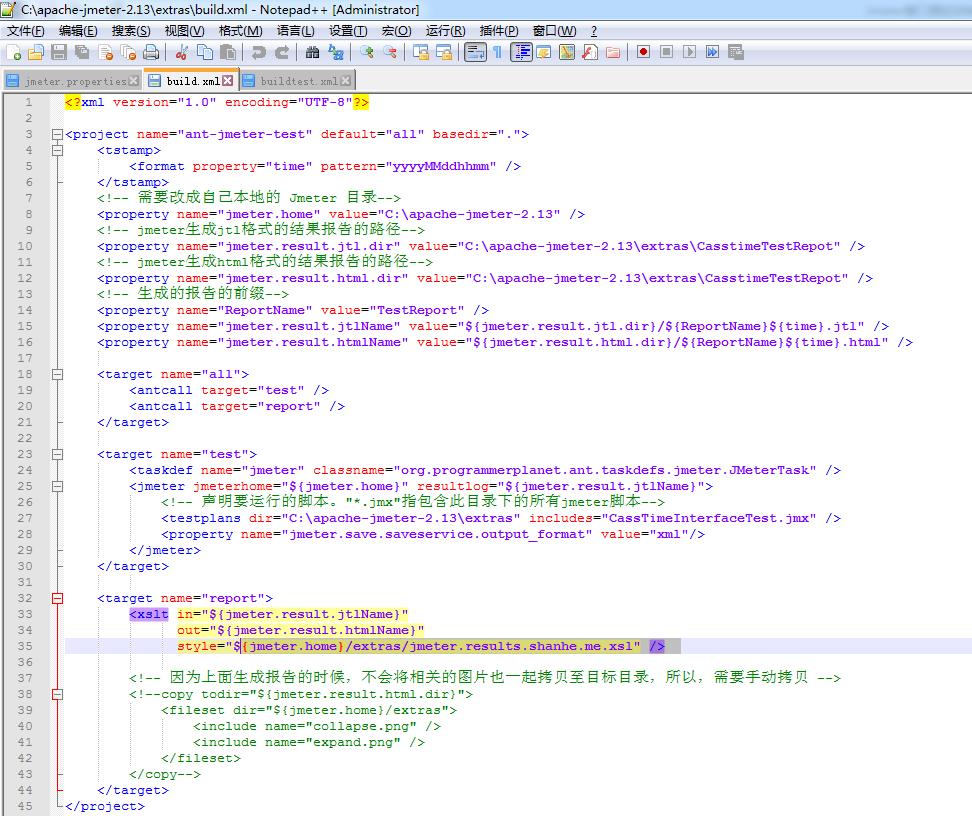 C:\apache-jmeter-2.13\extras\build.xml - Notepad++ [Administrator]
文件(F) 编辑(E) 搜索(S) 视图(V) 格式(M) 语言(L) 设置(T) 宏(O) 运行(R) 插件(P) 窗口(W) ?
jmeter.properties build.xml buildtest.xml
1 <?xml version="1.0" encoding="UTF-8"?>
2
3 <project name="ant-jmeter-test" default="all" basedir=".">
4 <tstamp>
5 <format property="time" pattern="yyyyMMddhhmm" />
6 </tstamp>
7 <!-- 需要改成自己本地的 Jmeter 目录-->
8 <property name="jmeter.home" value="C:\apache-jmeter-2.13" />
9 <!-- jmeter生成jtl格式的结果报告的路径-->
10 <property name="jmeter.result.jtl.dir" value="C:\apache-jmeter-2.13\extras\CasstimeTestRepot" />
11 <!-- jmeter生成html格式的结果报告的路径-->
12 <property name="jmeter.result.html.dir" value="C:\apache-jmeter-2.13\extras\CasstimeTestRepot" />
13 <!-- 生成的报告的前缀-->
14 <property name="ReportName" value="TestReport" />
15 <property name="jmeter.result.jtlName" value="${jmeter.result.jtl.dir}/${ReportName}${time}.jtl" />
16 <property name="jmeter.result.htmlName" value="${jmeter.result.html.dir}/${ReportName}${time}.html" />
17
18 <target name="all">
19 <antcall target="test" />
20 <antcall target="report" />
21 </target>
22
23 <target name="test">
24 <taskdef name="jmeter" classname="org.programmerplanet.ant.taskdefs.jmeter.JMeterTask" />
25 <jmeter jmeterhome="${jmeter.home}" resultlog="${jmeter.result.jtlName}">
26 <!-- 声明要运行的脚本。"*.jmx"指包含此目录下的所有jmeter脚本-->
27 <testplans dir="C:\apache-jmeter-2.13\extras" includes="CassTimeInterfaceTest.jmx" />
28 <property name="jmeter.save.saveservice.output_format" value="xml"/>
29 </jmeter>
30 </target>
31
32 <target name="report">
33 <xslt in="${jmeter.result.jtlName}"
34 out="${jmeter.result.htmlName}"
35 style="${jmeter.home}/extras/jmeter.results.shanhe.me.xsl" />
36
37 <!-- 因为上面生成报告的时候，不会将相关的图片也一起拷贝至目标目录，所以，需要手动拷贝 -->
38 <!--copy todir="${jmeter.result.html.dir}">
39 <fileset dir="${jmeter.home}/extras">
40 <include name="collapse.png" />
41 <include name="expand.png" />
42 </fileset>
43 </copy-->
44 </target>
45 </project>